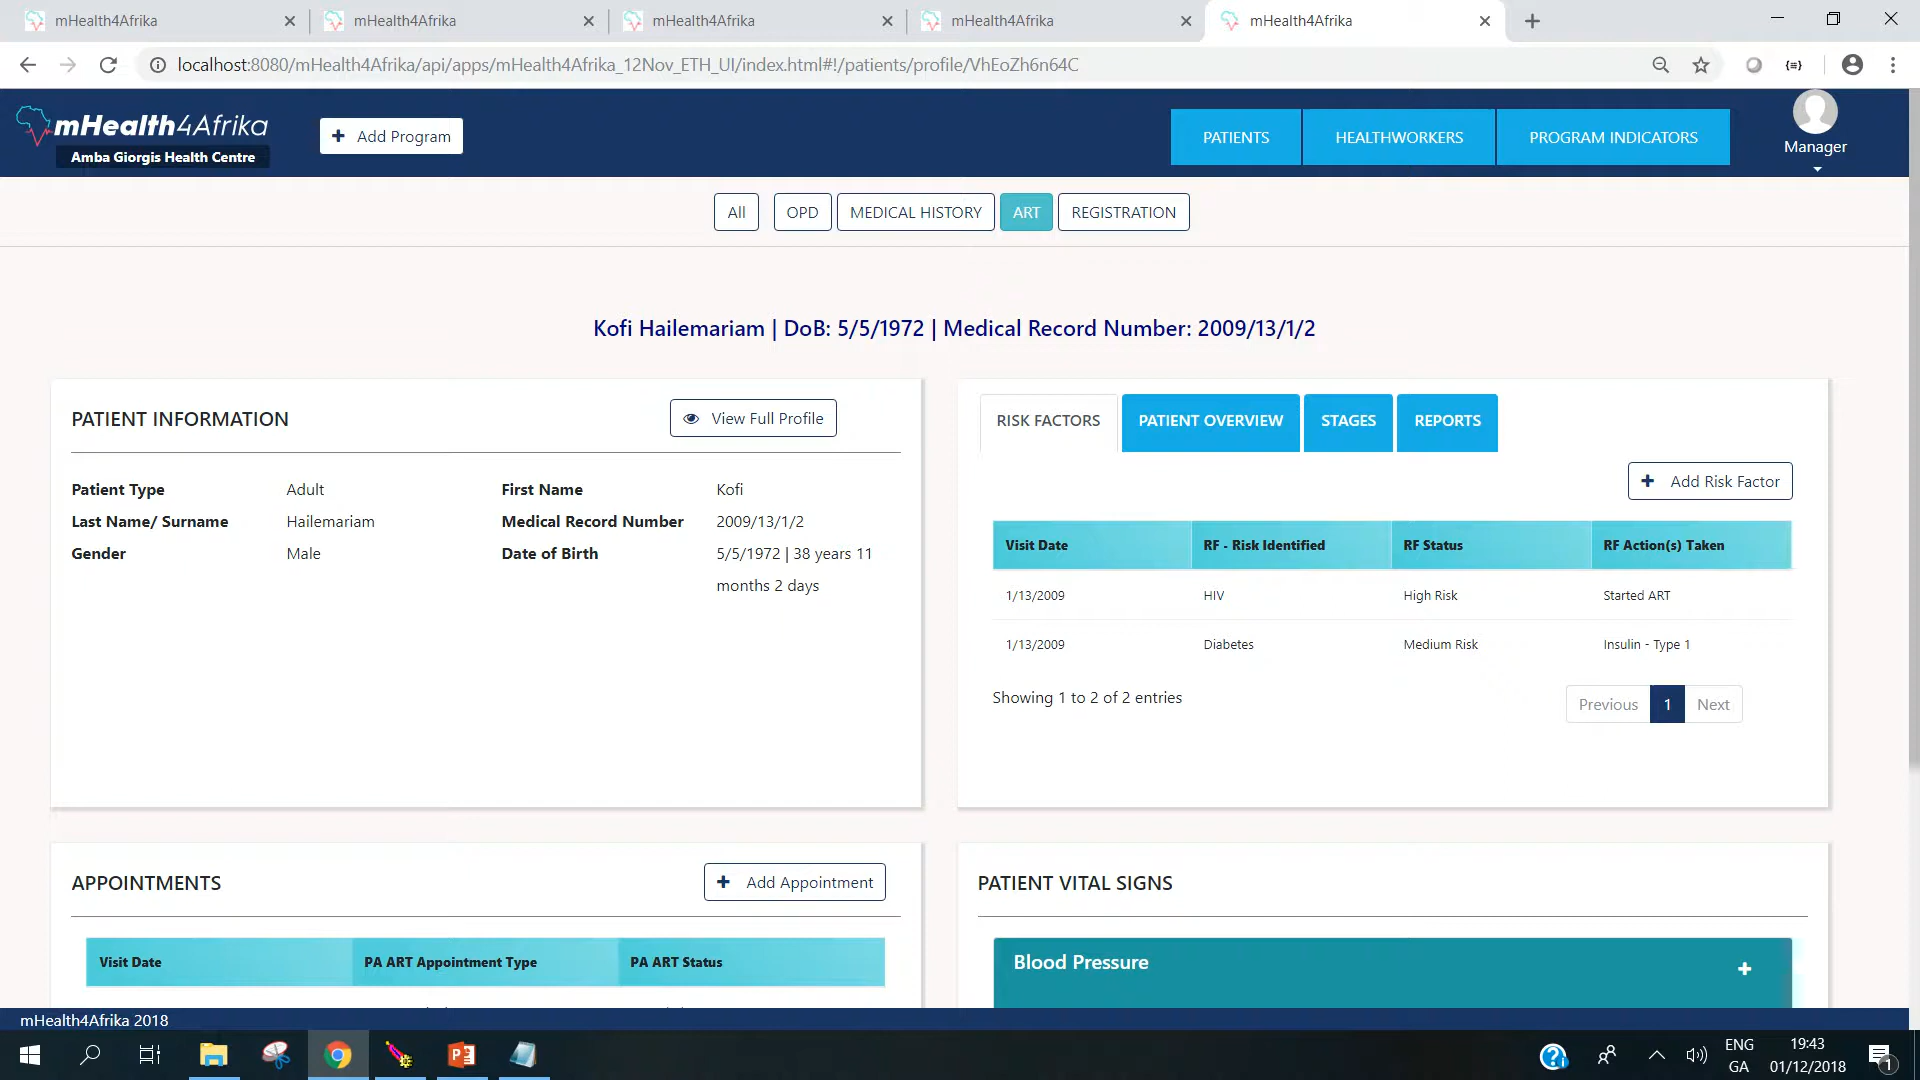 mHealth4Afrika
mHealth4Afrika
mHealth4Afrika
mHealth4Afrika
mHealth4Afrika
localhost:8080/mHealth4Afrika/api/apps/mHealth4Afrika_12Nov_ETH_UI/index.html#!/patients/profile/VhEoZh6n64C
mHealth4Afrika
Amba Giorgis Health Centre
Add Program
PATIENTS
HEALTHWORKERS
PROGRAM INDICATORS
Manager
All
OPD
MEDICAL HISTORY
ART
REGISTRATION
Kofi Hailemariam | DoB: 5/5/1972 | Medical Record Number: 2009/13/1/2
PATIENT INFORMATION
View Full Profile
Patient Type Adult First Name Kofi
Last Name/ Surname Hailemariam Medical Record Number 2009/13/1/2
Gender Male Date of Birth 5/5/1972 | 38 years 11
months 2 days
RISK FACTORS
PATIENT OVERVIEW
STAGES
REPORTS
Add Risk Factor
Visit Date RF - Risk Identified RF Status RF Action(s) Taken
1/13/2009 HIV High Risk Started ART
1/13/2009 Diabetes Medium Risk Insulin - Type 1
Showing 1 to 2 of 2 entries
Previous 1 Next
APPOINTMENTS
Add Appointment
Visit Date PA ART Appointment Type PA ART Status
PATIENT VITAL SIGNS
Blood Pressure
mHealth4Afrika 2018
ENG
GA
19:43
01/12/2018
1